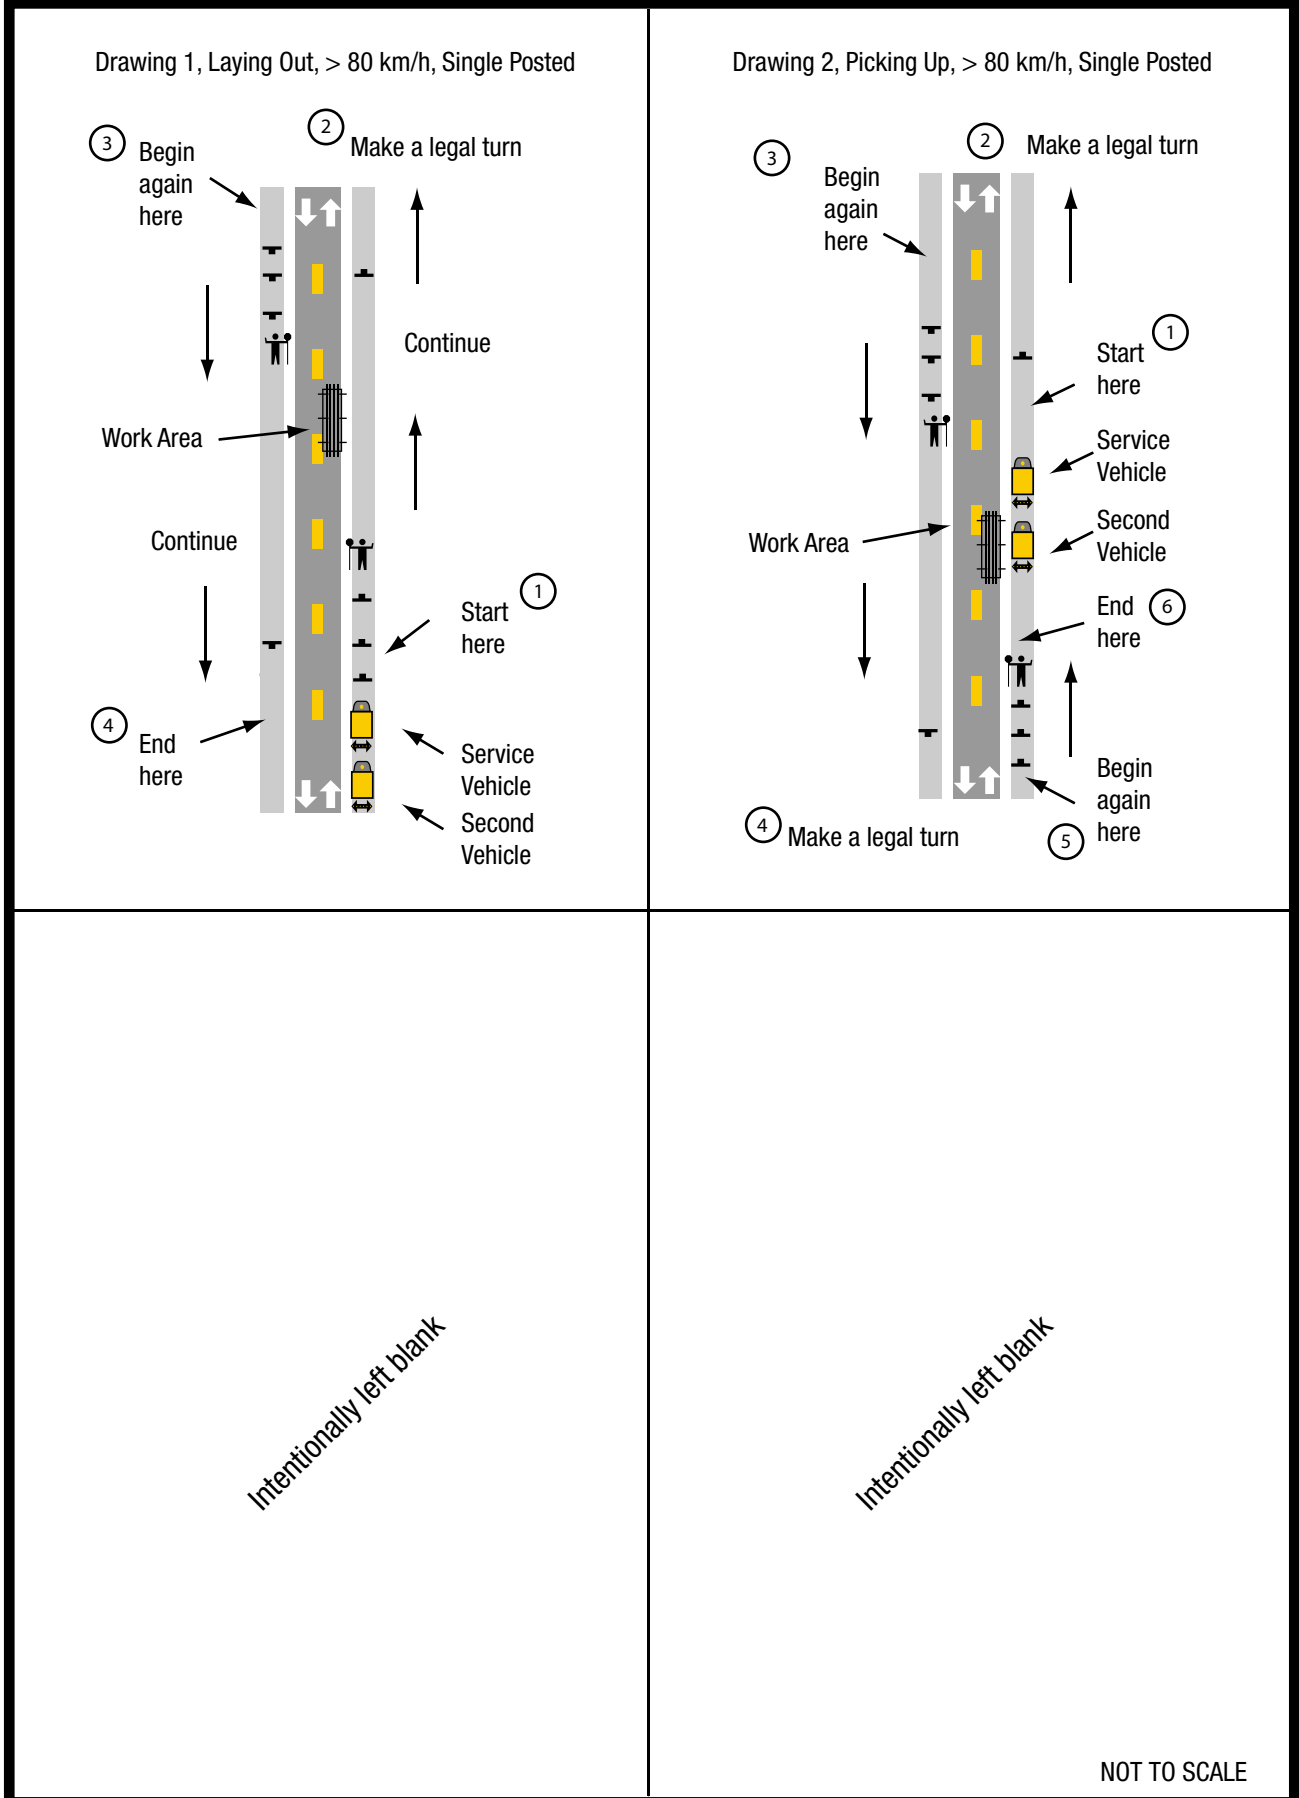 Drawing 1, Laying Out, > 80 km/h, Single Posted
3
Begin
again
here
2
Make a legal turn
Continue
Work Area
Continue
1
Start
here
4
End
here
Service
Vehicle
Second
Vehicle
Drawing 2, Picking Up, > 80 km/h, Single Posted
3
Begin
again
here
2
Make a legal turn
1
Start
here
Service
Vehicle
Second
Vehicle
Work Area
End
here
6
4
Make a legal turn
5
Begin
again
here
Intentionally left blank
Intentionally left blank
NOT TO SCALE